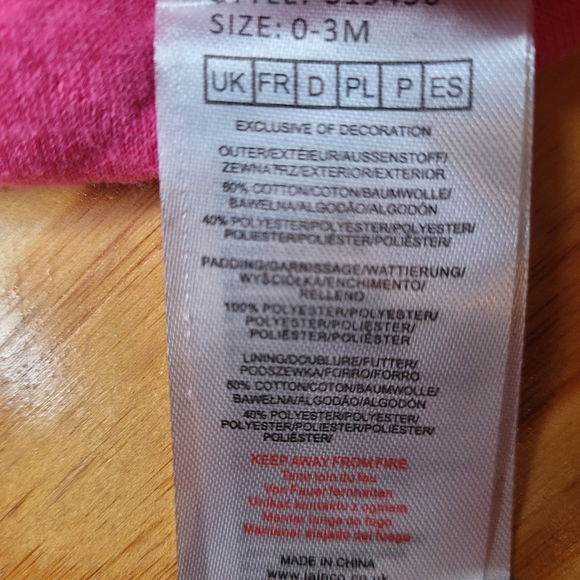 SIZE: 0-3M
UK FR D PL P ES
EXCLUSIVE OF DECORATION
OUTER/EXTÉIEUR/AUSSENSTOFF/
ZEWNĄTRZ/EXTERIOR/EXTERIOR
60% COTTON/COTON/BAUMWOLLE/
BAWEŁNA/ALGODÃO/ALGODÓN
40% POLYESTER/POLYESTER/POLYESTER/
POLIESTER/POLIÉSTER/POLIÉSTER/
PADDING/GARNISSAGE/WATTIERUNG/
WYŚCIÓŁKA/ENCHIMENTO/
RELLENO
100% POLYESTER/POLYESTER/
POLYESTER/POLIESTER/
POLIÉSTER/POLIÉSTER
LINING/DOUBLURE/FUTTER/
PODSZEWKA/FORRO/FORRO
60% COTTON/COTON/BAUMWOLLE/
BAWEŁNA/ALGODÃO/ALGODÓN
40% POLYESTER/POLYESTER/
POLYESTER/POLIESTER/POLIÉSTER/
POLIÉSTER/
KEEP AWAY FROM FIRE
Tenir loin du feu
Von Feuer fernhalten
Unikać kontaktu z ogniem
Manter longe do fogo
Mantener alejado del fuego
MADE IN CHINA